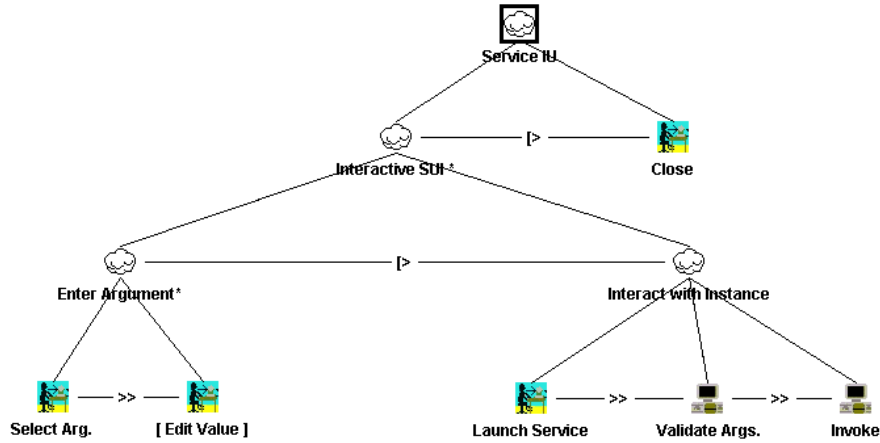 Service IU
[>
Interactive SUI *
Close
[>
Enter Argument*
Interact with Instance
>>
>>
>>
Select Arg.
[ Edit Value ]
Launch Service
Validate Args.
Invoke